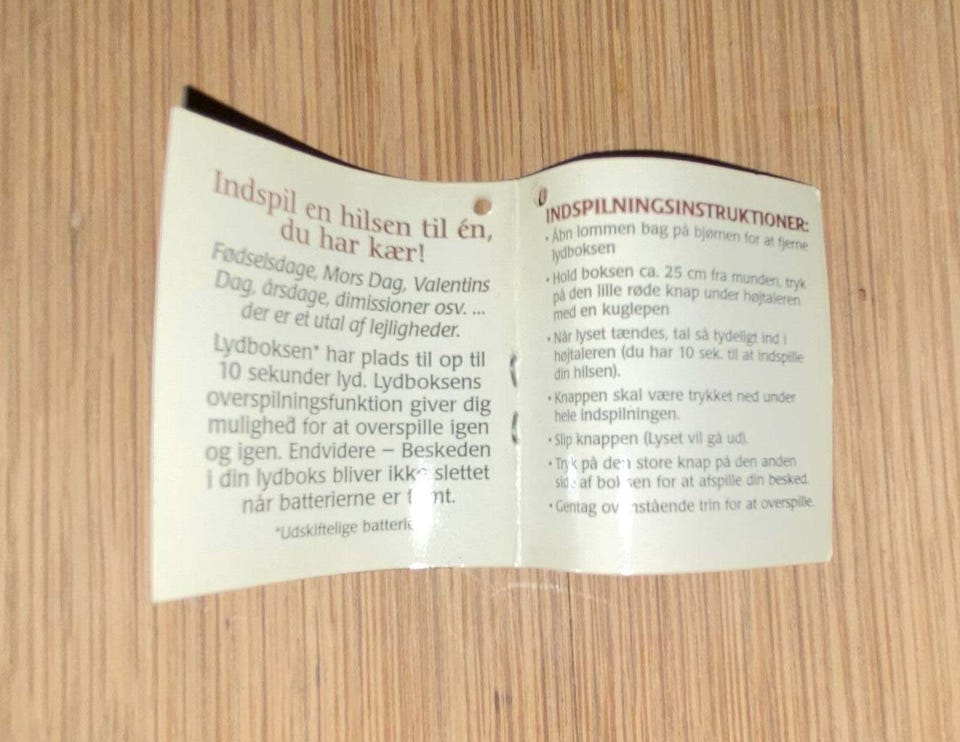 Indspil en hilsen til én,
du har kær!
Fødselsdage, Mors Dag, Valentins
Dag, årsdage, dimissioner osv. ...
der er et utal af lejligheder.
Lydboksen* har plads til op til
10 sekunder lyd. Lydboksens
overspilningsfunktion giver dig
mulighed for at overspille igen
og igen. Endvidere – Beskeden
i din lydboks bliver ikke slettet
når batterierne er tømt.
*Udskiftelige
INDSPILNINGSINSTRUKTIONER:
• Åbn lommen bag på bjørnen for at fjerne
lydboksen
• Hold boksen ca. 25 cm fra munden, tryk
på den lille røde knap under højtaleren
med en kuglepen
• Når lyset tændes, tal så tydeligt ind i
højtaleren (du har 10 sek. til at indspille
din hilsen).
• Knappen skal være trykket ned under
hele indspilningen.
• Slip knappen (Lyset vil gå ud).
• Tryk på den store knap på den anden
side af boksen for at afspille din besked.
• Gentag ovenstående trin for at overspille.